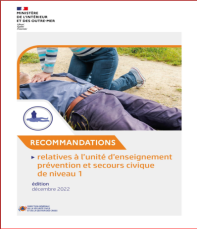 MINISTÈRE
DE L'INTÉRIEUR
ET DES OUTRE-MER
RECOMMANDATIONS
▸ relatives à l'unité d'enseignement
prévention et secours civique
de niveau 1
édition
décembre 2022